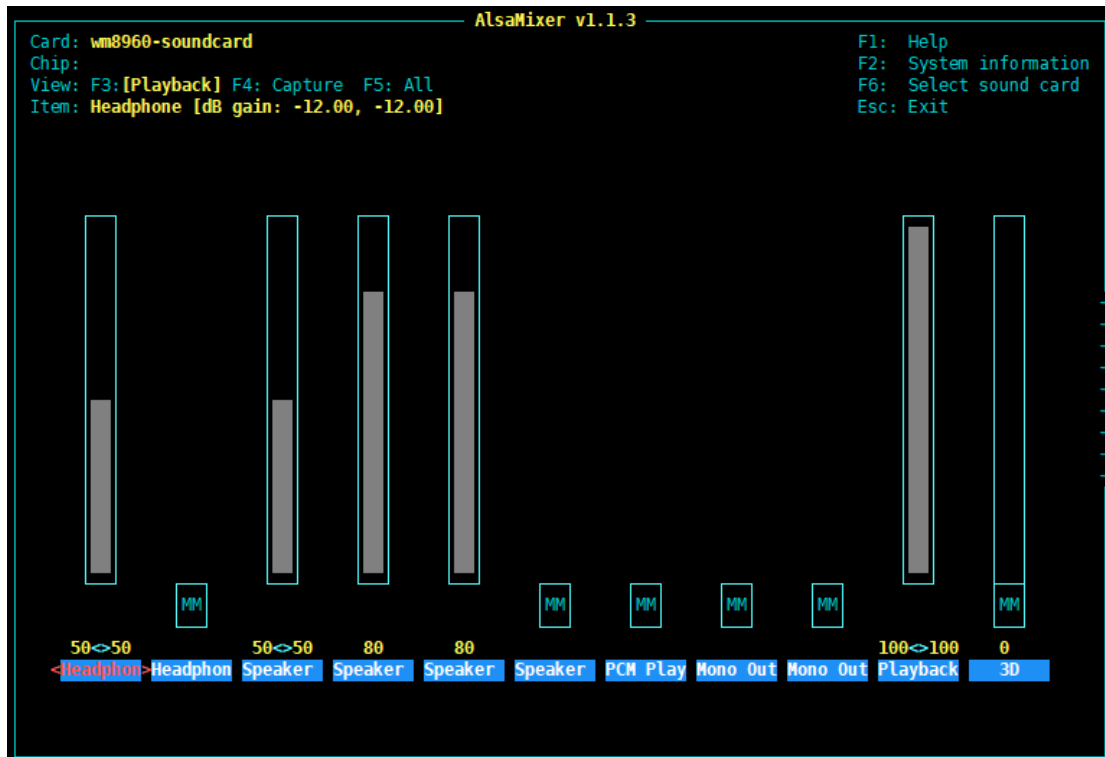 AlsaMixer v1.1.3
Card: wm8960-soundcard F1: Help
Chip: F2: System information
View: F3:[Playback] F4: Capture F5: All F6: Select sound card
Item: Headphone [dB gain: -12.00, -12.00] Esc: Exit
MM MM MM MM MM MM
50<>50 50<>50 80 80 100<>100 0
<Headphon>Headphon Speaker Speaker Speaker Speaker PCM Play Mono Out Mono Out Playback 3D